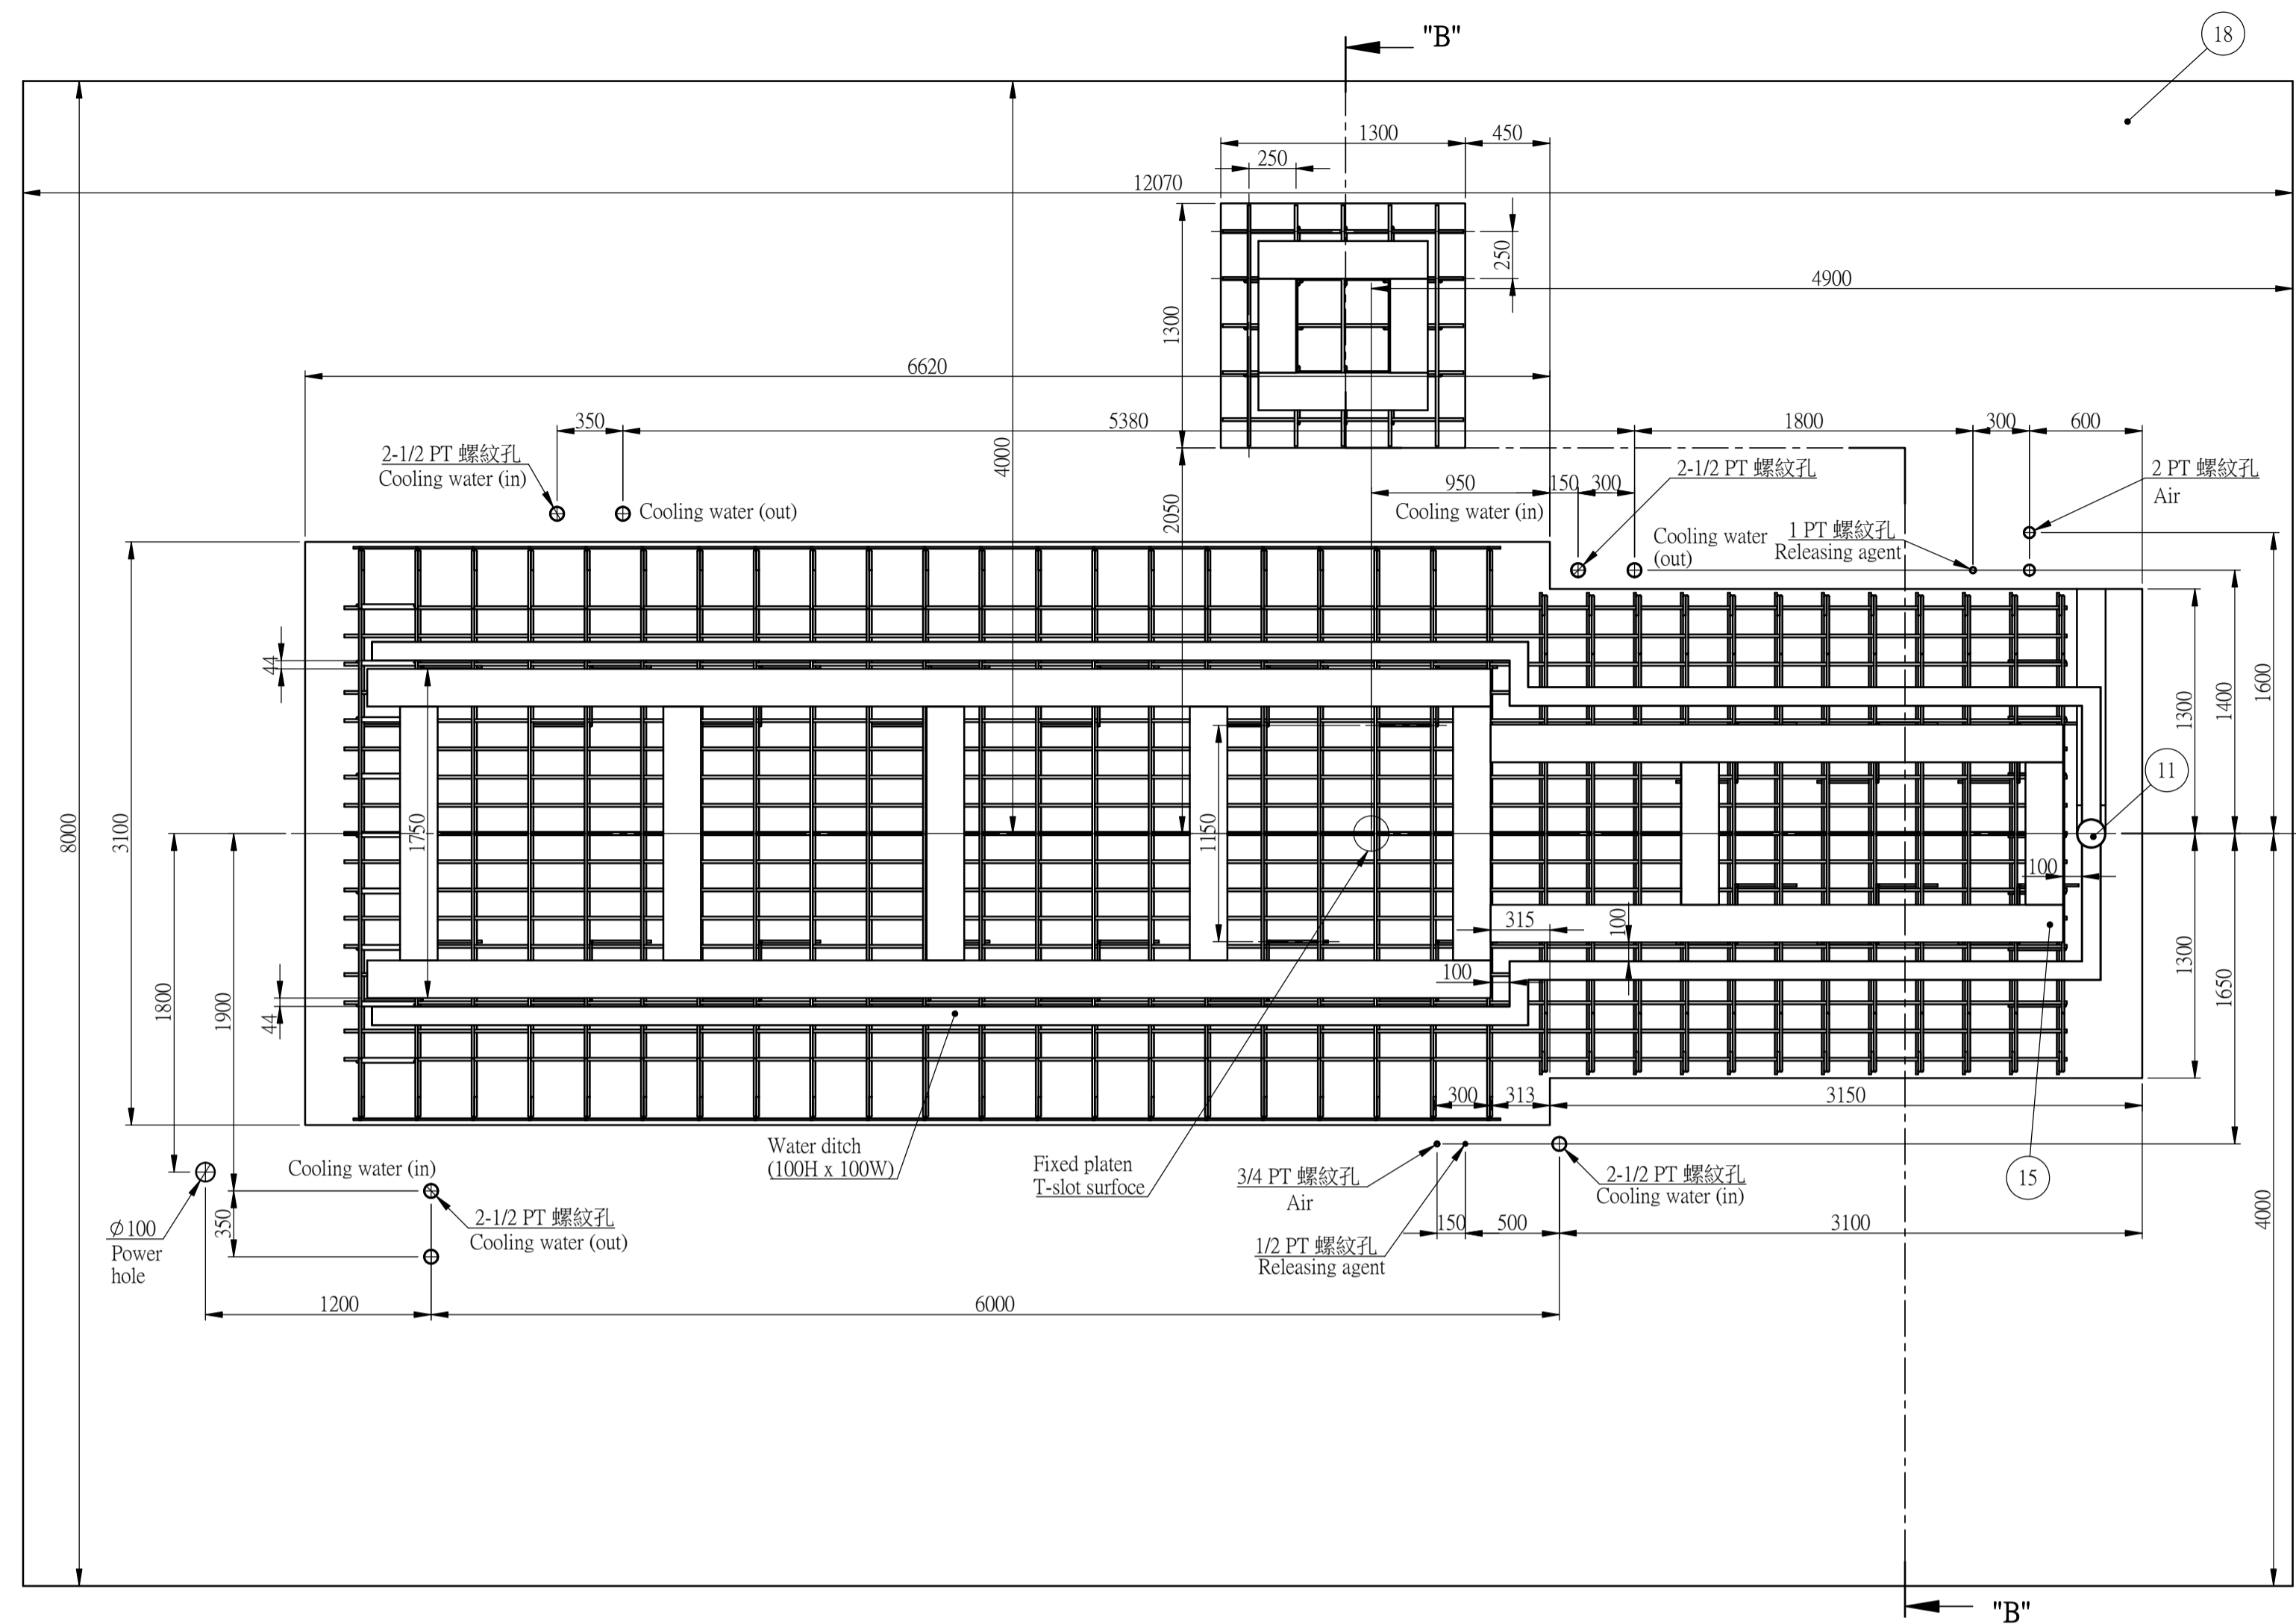 "B"
18
1300
450
250
12070
250
4900
1300
6620
350
5380
1800
300
600
4000
2-1/2 PT 螺紋孔
Cooling water (in)
2-1/2 PT 螺紋孔
2 PT 螺紋孔
Air
950
150
300
Cooling water (out)
2050
Cooling water (in)
Cooling water
(out)
1 PT 螺紋孔
Releasing agent
44
1300
1400
1600
11
8000
3100
1750
1150
100
315
100
100
1300
1650
1800
1900
44
300
313
3150
Water ditch
(100H x 100W)
Fixed platen
T-slot surfoce
Cooling water (in)
3/4 PT 螺紋孔
Air
2-1/2 PT 螺紋孔
Cooling water (in)
15
4000
Ø100
Power
hole
350
2-1/2 PT 螺紋孔
Cooling water (out)
150
500
3100
1/2 PT 螺紋孔
Releasing agent
1200
6000
"B"